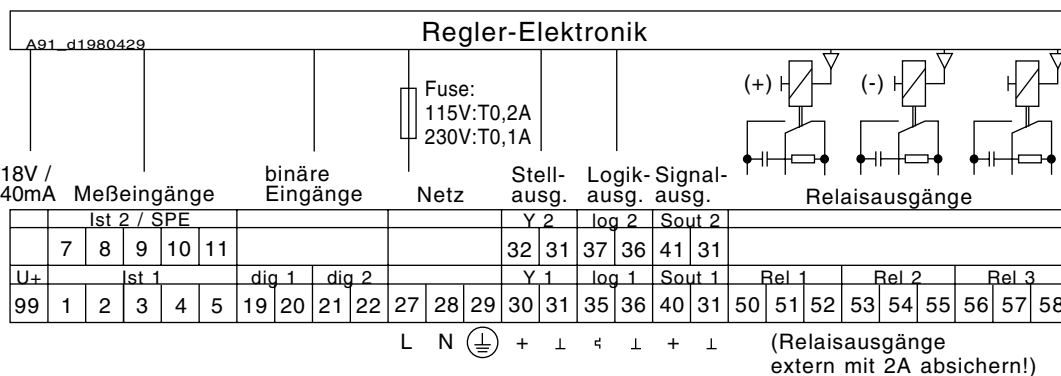 Regler-Elektronik
A91_d1980429
Fuse:
115V:T0,2A
230V:T0,1A
(+) (-)
18V / 40mA
Meßeingänge
binäre Eingänge
Netz
Stell-ausg.
Logik-ausg.
Signal-ausg.
Relaisausgänge
Ist 2 / SPE Y 2 log 2 Sout 2
7 8 9 10 11 32 31 37 36 41 31
U+ Ist 1 dig 1 dig 2 Y 1 log 1 Sout 1 Rel 1 Rel 2 Rel 3
99 1 2 3 4 5 19 20 21 22 27 28 29 30 31 35 36 40 31 50 51 52 53 54 55 56 57 58
L N + ⊥ ⊥ + ⊥
(Relaisausgänge
extern mit 2A absichern!)